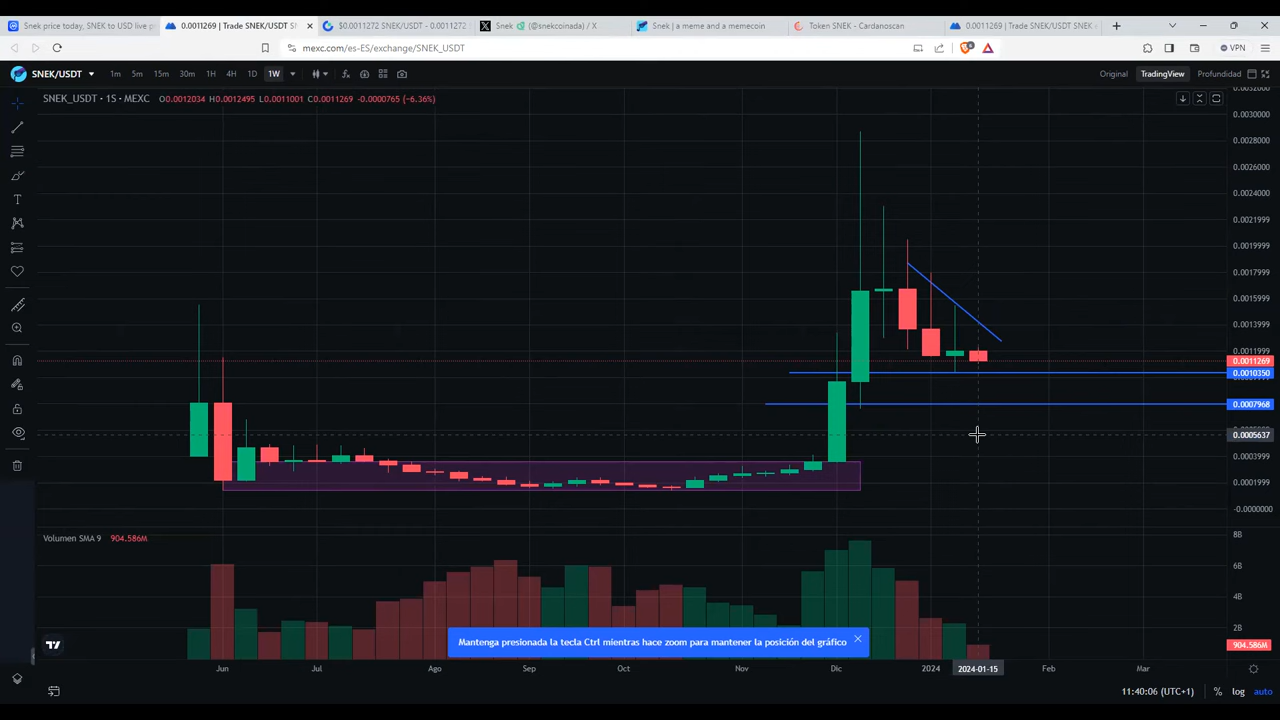 Snek price today, SNEK to USD live p
0.0011269 | Trade SNEK/USDT S
$0.0011272 SNEK/USDT - 0.0011272
Snek (@snekcoinada) / X
Snek | a meme and a memecoin
Token SNEK - Cardanoscan
0.0011269 | Trade SNEK/USDT SNEK
mexc.com/es-ES/exchange/SNEK_USDT
VPN
SNEK/USDT
1m 5m 15m 30m 1H 4H 1D 1W
Original TradingView Profundidad
SNEK_USDT · 1S · MEXC O0.0012034 H0.0012495 L0.0011001 C0.0011269 -0.0000765 (-6.36%)
0.0030000
0.0028000
0.0026000
0.0024000
0.0021999
0.0019999
0.0017999
0.0015999
0.0013999
0.0011999
0.0011269
0.0010350
0.0007968
0.0005637
0.0003999
0.0001999
-0.0000000
Volumen SMA 9 904.586M
8B
6B
4B
2B
904.586M
Mantenga presionada la tecla Ctrl mientras hace zoom para mantener la posición del gráfico
Jun Jul Ago Sep Oct Nov Dic 2024 2024-01-15 Feb Mar
11:40:06 (UTC+1) % log auto